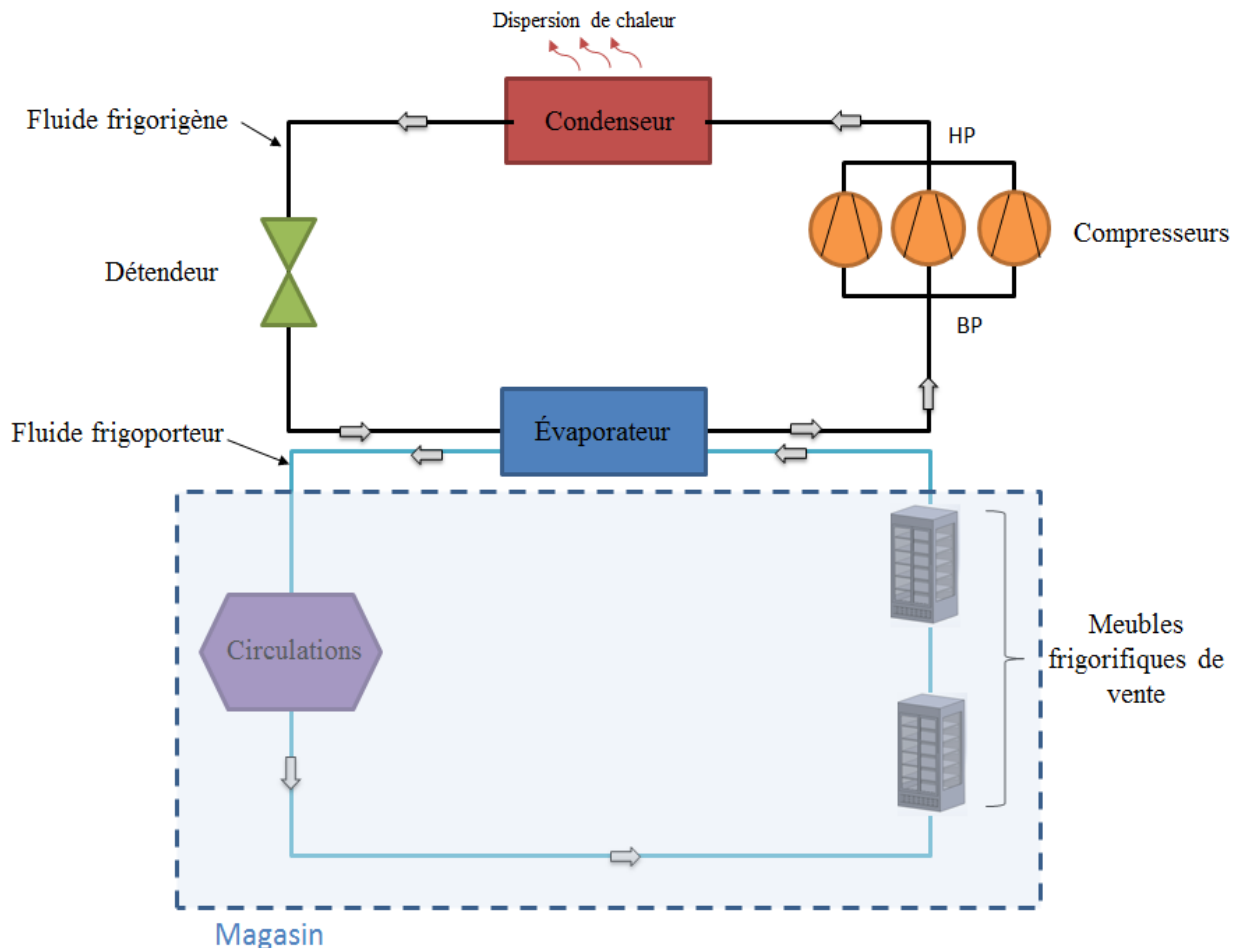 Dispersion de chaleur
Fluide frigorigène
Condenseur
HP
Compresseurs
Détendeur
BP
Fluide frigoporteur
Évaporateur
Circulations
Meubles
frigorifiques de
vente
Magasin